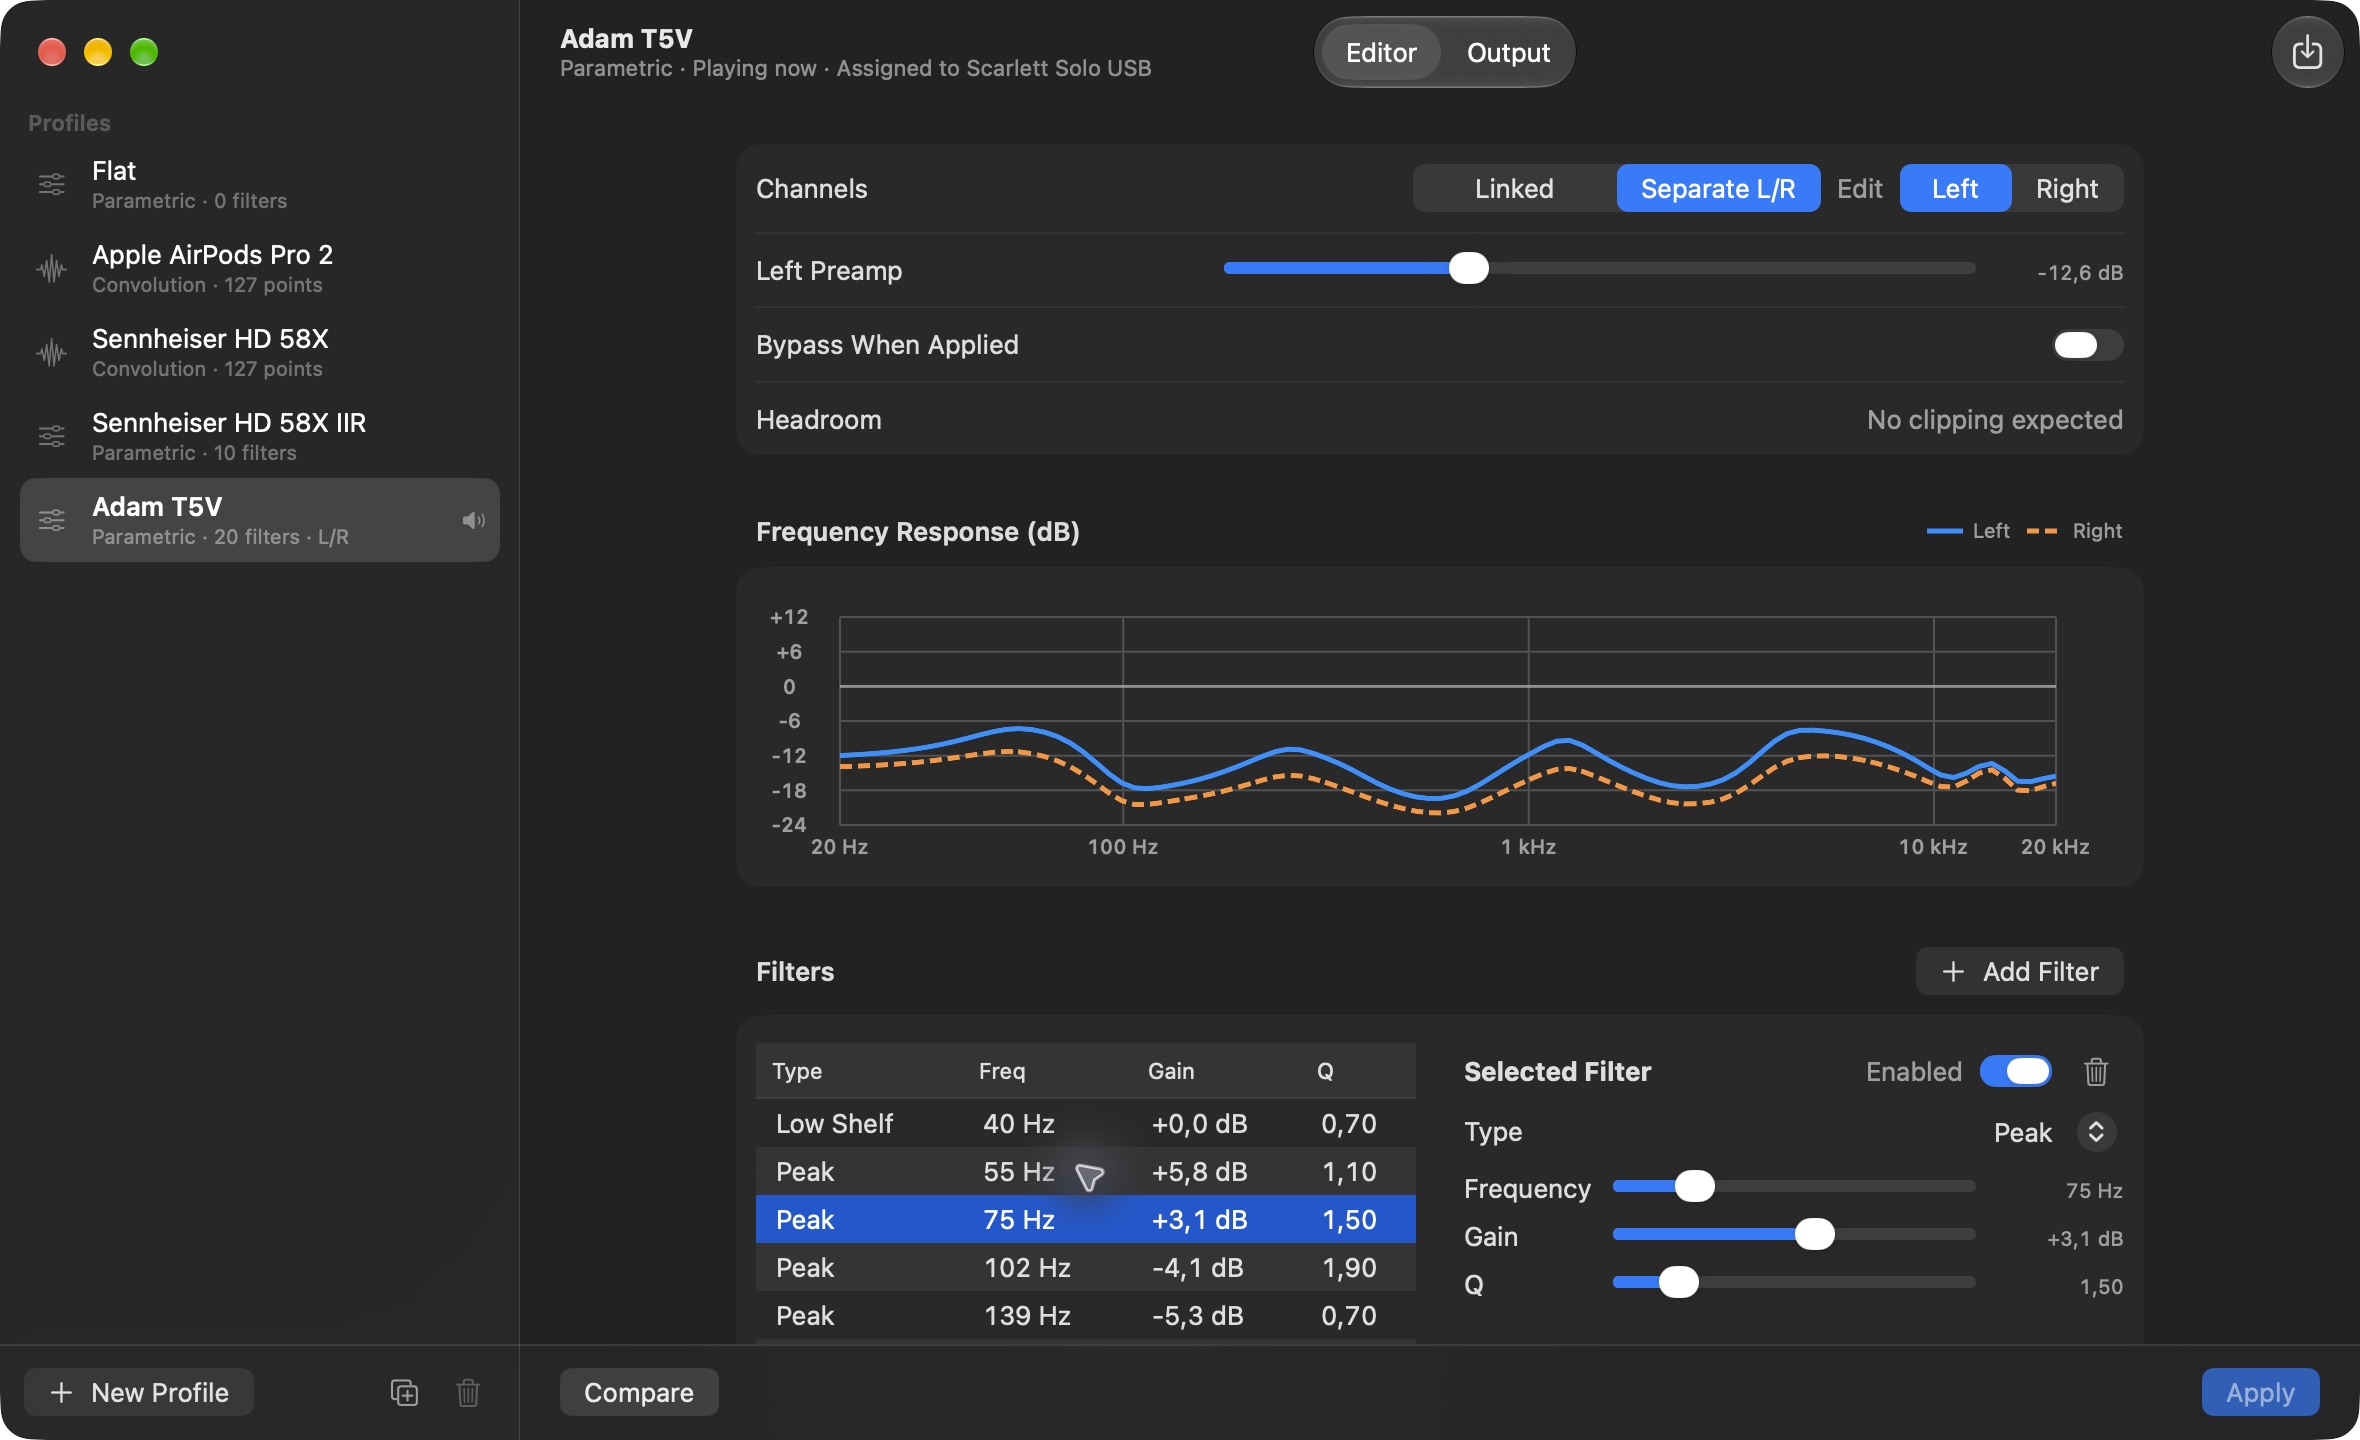 Adam T5V
Parametric · Playing now · Assigned to Scarlett Solo USB
Editor Output
Profiles
Flat
Parametric · 0 filters
Apple AirPods Pro 2
Convolution · 127 points
Sennheiser HD 58X
Convolution · 127 points
Sennheiser HD 58X IIR
Parametric · 10 filters
Adam T5V
Parametric · 20 filters · L/R
New Profile
Channels Linked Separate L/R Edit Left Right
Left Preamp -12,6 dB
Bypass When Applied
Headroom No clipping expected
Frequency Response (dB) Left Right
+12
+6
0
-6
-12
-18
-24
20 Hz 100 Hz 1 kHz 10 kHz 20 kHz
Filters Add Filter
Type Freq Gain Q
Low Shelf 40 Hz +0,0 dB 0,70
Peak 55 Hz +5,8 dB 1,10
Peak 75 Hz +3,1 dB 1,50
Peak 102 Hz -4,1 dB 1,90
Peak 139 Hz -5,3 dB 0,70
Selected Filter Enabled
Type Peak
Frequency 75 Hz
Gain +3,1 dB
Q 1,50
Compare Apply